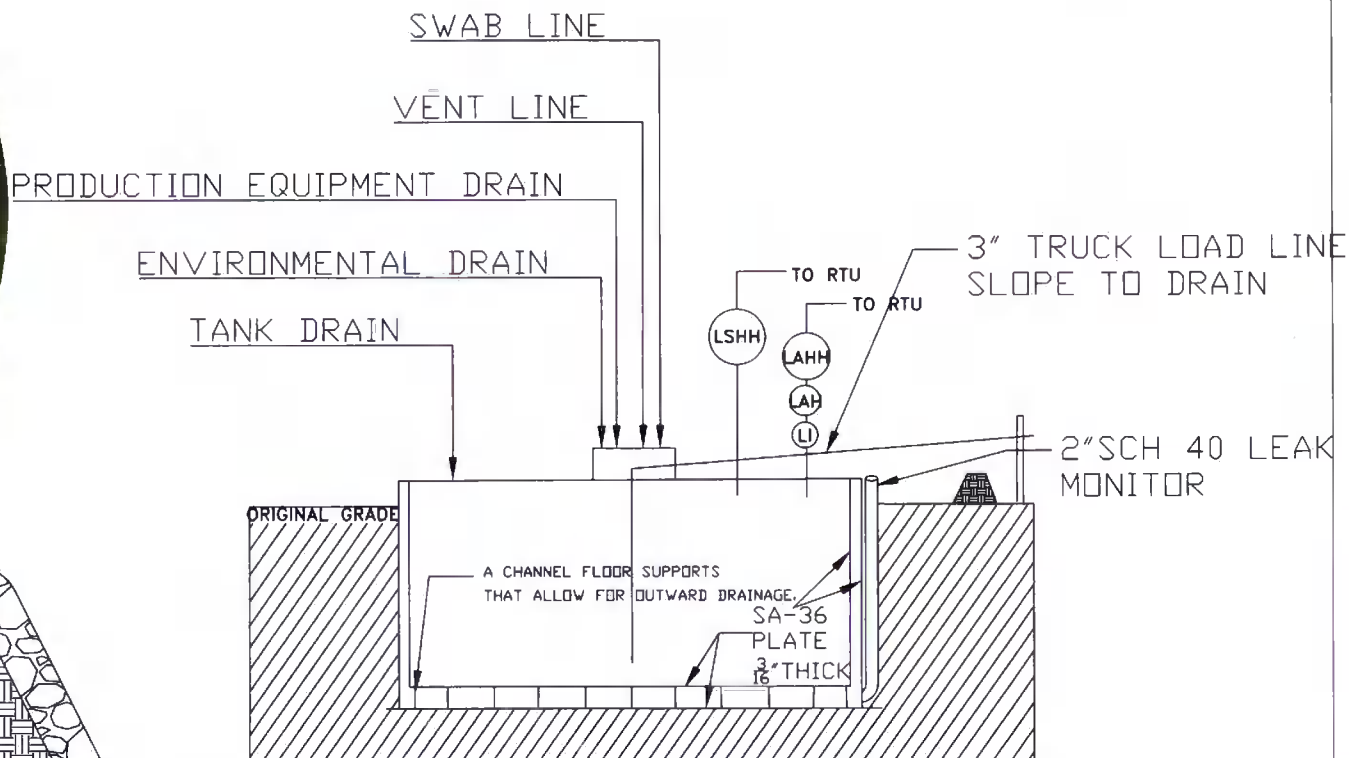 SWAB LINE
VENT LINE
PRODUCTION EQUIPMENT DRAIN
ENVIRONMENTAL DRAIN
TANK DRAIN
TO RTU
TO RTU
3" TRUCK LOAD LINE
SLOPE TO DRAIN
LSHH
LAHH
LAH
LI
2"SCH 40 LEAK
MONITOR
ORIGINAL GRADE
A CHANNEL FLOOR SUPPORTS
THAT ALLOW FOR OUTWARD DRAINAGE.
SA-36
PLATE
3/16"THICK